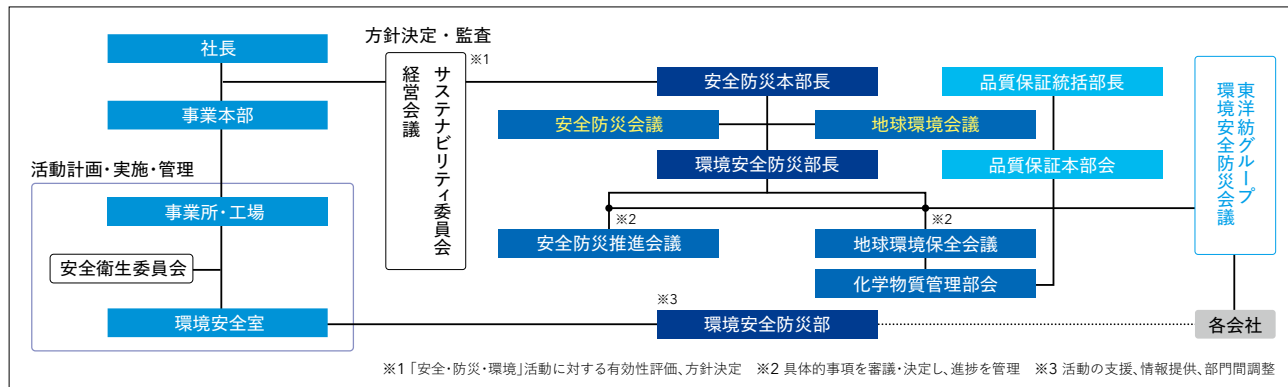 方針決定・監査
社長
※1
サステナビリティ委員会
経営会議
安全防災本部長
品質保証統括部長
東洋紡グループ
環境安全防災会議
事業本部
安全防災会議
地球環境会議
活動計画・実施・管理
環境安全防災部長
品質保証本部会
事業所・工場
※2
※2
安全防災推進会議
地球環境保全会議
安全衛生委員会
化学物質管理部会
※3
環境安全室
環境安全防災部
各会社
※1「安全・防災・環境」活動に対する有効性評価、方針決定　※2 具体的事項を審議・決定し、進捗を管理　※3 活動の支援、情報提供、部門間調整